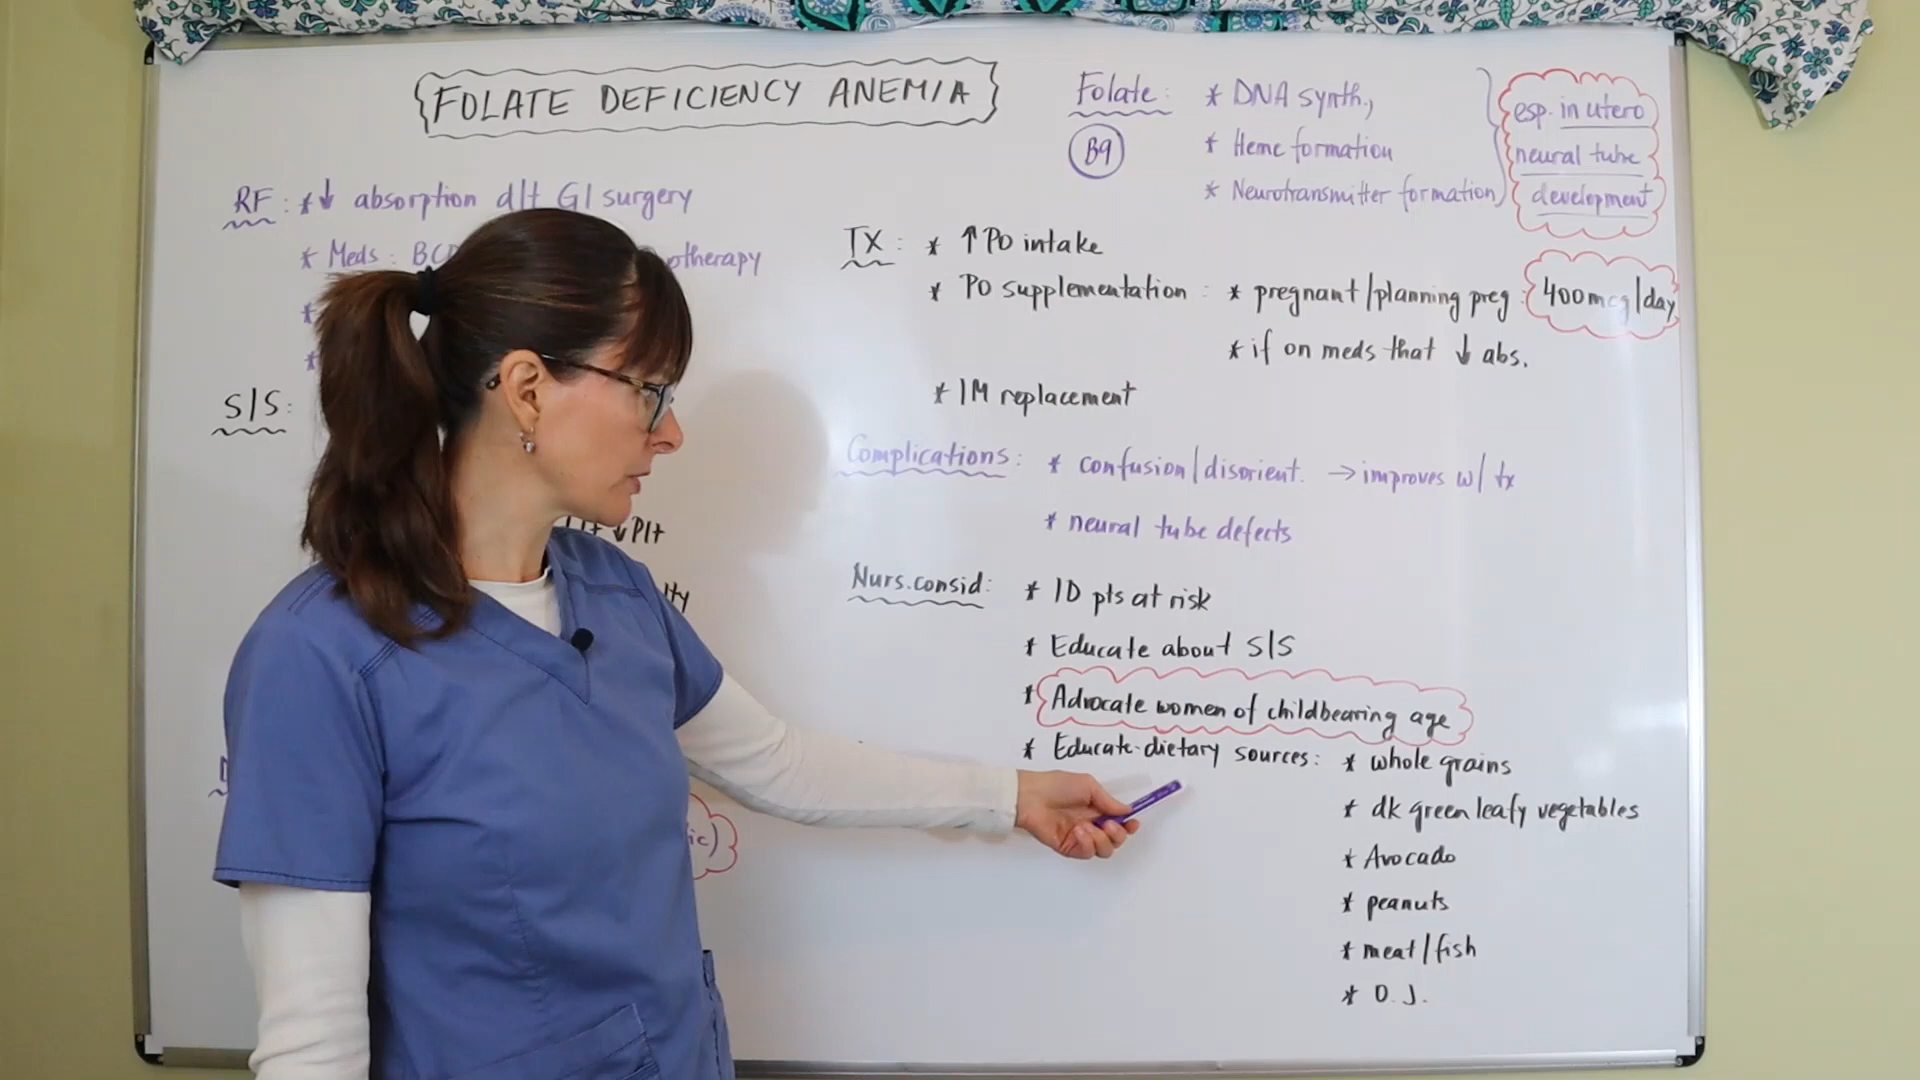 FOLATE DEFICIENCY ANEMIA
Folate: * DNA synth.,
B9
* Heme formation
* Neurotransmitter formation
esp. in utero
neural tube
development
RF: * ↓ absorption d/t GI surgery
* Meds:
otherapy
S/S:
↓ Plt
TX: * ↑ PO intake
* PO supplementation: * pregnant/planning preg: 400mcg/day
* if on meds that ↓ abs.
* IM replacement
Complications: * confusion/disorient. → improves w/ tx
* neural tube defects
Nurs.consid: * ID pts at risk
* Educate about S/S
* Advocate women of childbearing age
* Educate-dietary sources: * whole grains
* dk green leafy vegetables
* Avocado
* peanuts
* meat/fish
* O.J.